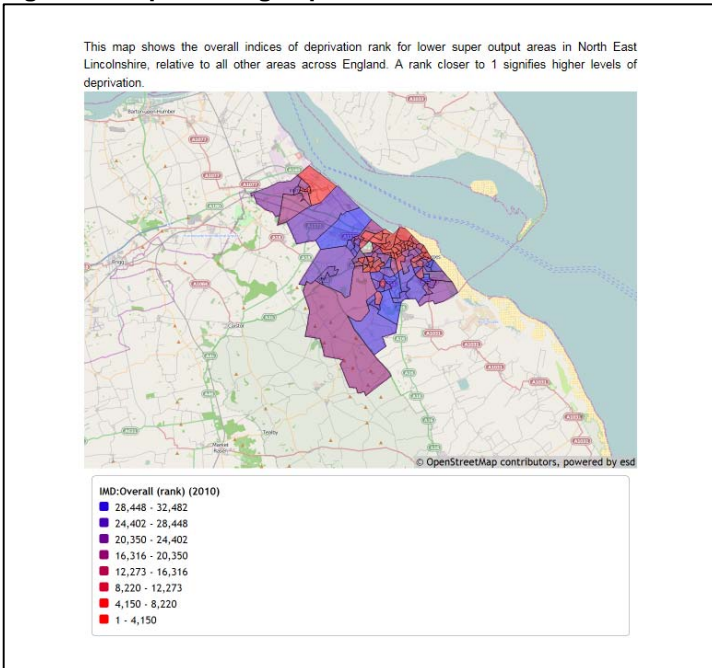 This map shows the overall indices of deprivation rank for lower super output areas in North East
Lincolnshire, relative to all other areas across England. A rank closer to 1 signifies higher levels of
deprivation.
© OpenStreetMap contributors, powered by esd
IMD:Overall (rank) (2010)
28,448 - 32,482
24,402 - 28,448
20,350 - 24,402
16,316 - 20,350
12,273 - 16,316
8,220 - 12,273
4,150 - 8,220
1 - 4,150